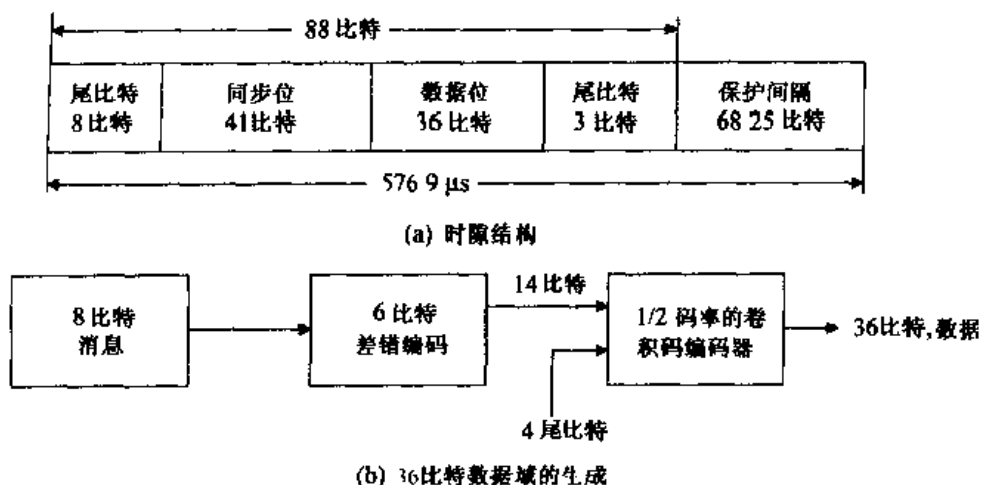 88 比特
尾比特
8 比特
同步位
41比特
数据位
36 比特
尾比特
3 比特
保护间隔
68 25 比特
576 9 μs
(a) 时隙结构
8 比特
消息
6 比特
差错编码
14 比特
4 尾比特
1/2 码率的卷
积码编码器
36比特,数据
(b) 36比特数据域的生成